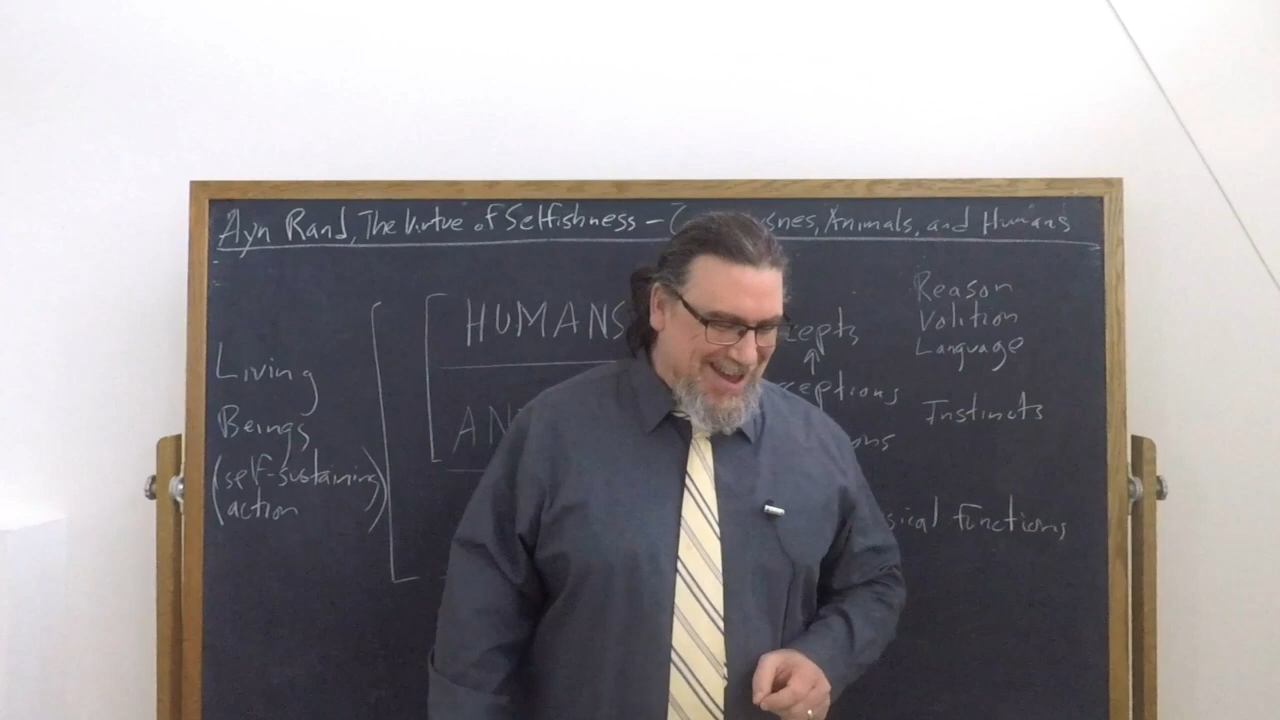 Ayn Rand, The Virtue of Selfishness - C usnes, Animals, and Humans
HUMANS
cepts
Reason
Volition
Language
Living
Beings
(self-sustaining
action)
AN
ceptions
Instincts
ons
sical functions